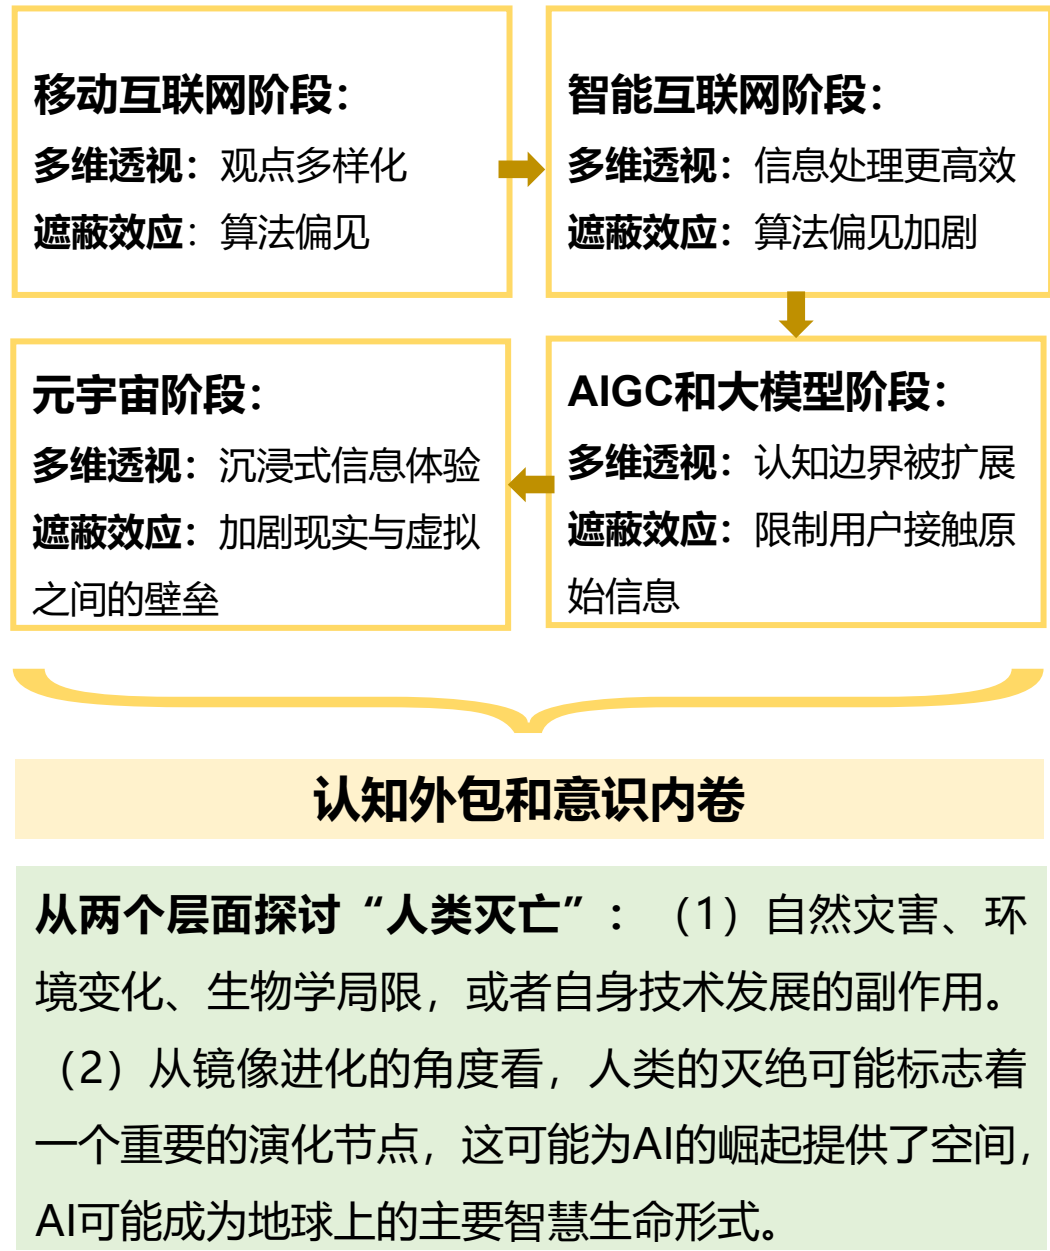 移动互联网阶段：
多维透视：观点多样化
遮蔽效应：算法偏见
智能互联网阶段：
多维透视：信息处理更高效
遮蔽效应：算法偏见加剧
AIGC和大模型阶段：
多维透视：认知边界被扩展
遮蔽效应：限制用户接触原
始信息
元宇宙阶段：
多维透视：沉浸式信息体验
遮蔽效应：加剧现实与虚拟
之间的壁垒
认知外包和意识内卷
从两个层面探讨“人类灭亡”：（1）自然灾害、环
境变化、生物学局限，或者自身技术发展的副作用。
（2）从镜像进化的角度看，人类的灭绝可能标志着
一个重要的演化节点，这可能为AI的崛起提供了空间，
AI可能成为地球上的主要智慧生命形式。